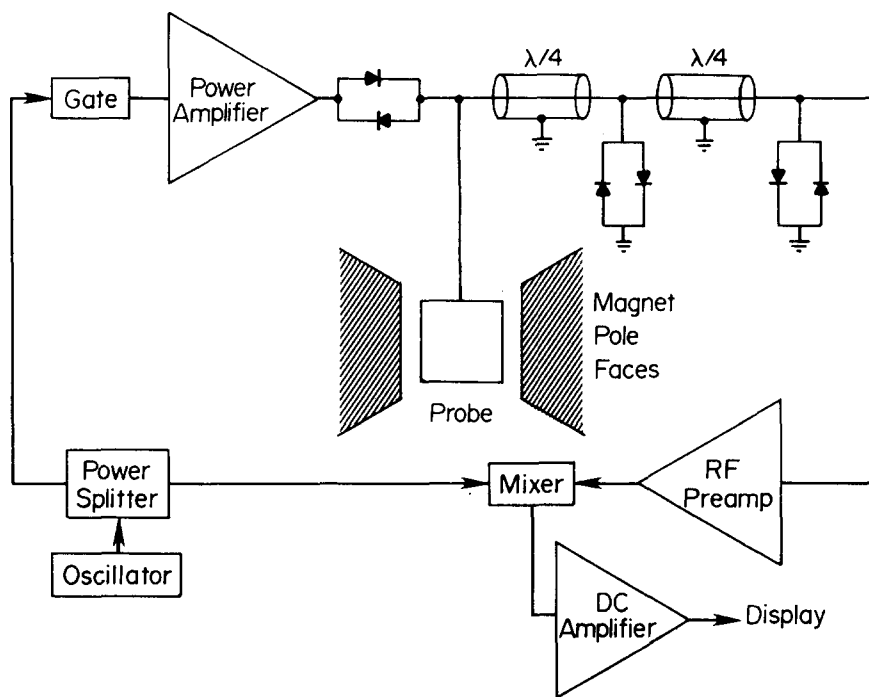 λ/4
λ/4
Gate
Power
Amplifier
Magnet
Pole
Faces
Probe
Power
Splitter
Mixer
RF
Preamp
Oscillator
DC
Amplifier
Display